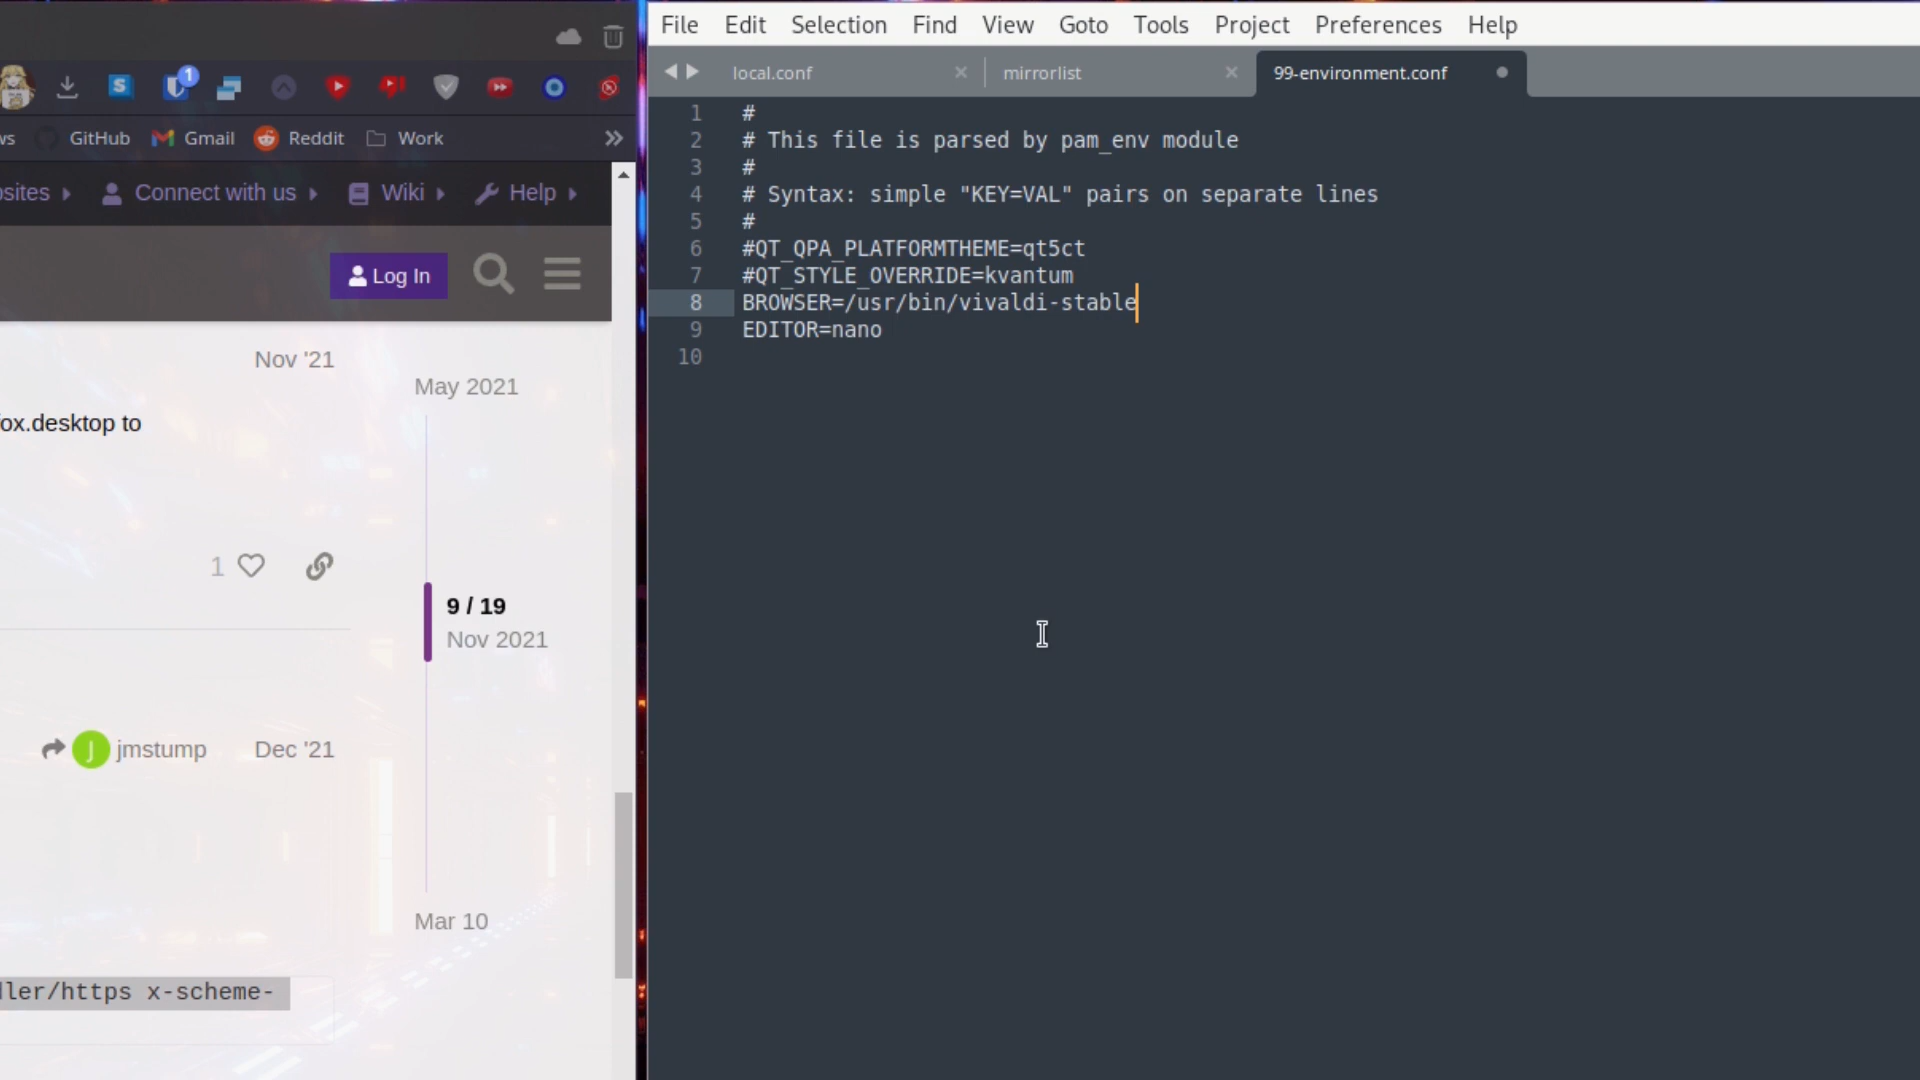 1
ws GitHub Gmail Reddit Work
osites Connect with us Wiki Help
Log In
Nov '21
May 2021
ox.desktop to
1
9 / 19
Nov 2021
J jmstump Dec '21
Mar 10
ller/https x-scheme-
File Edit Selection Find View Goto Tools Project Preferences Help
local.conf mirrorlist 99-environment.conf
1 #
2 # This file is parsed by pam_env module
3 #
4 # Syntax: simple "KEY=VAL" pairs on separate lines
5 #
6 #QT_QPA_PLATFORMTHEME=qt5ct
7 #QT_STYLE_OVERRIDE=kvantum
8 BROWSER=/usr/bin/vivaldi-stable
9 EDITOR=nano
10